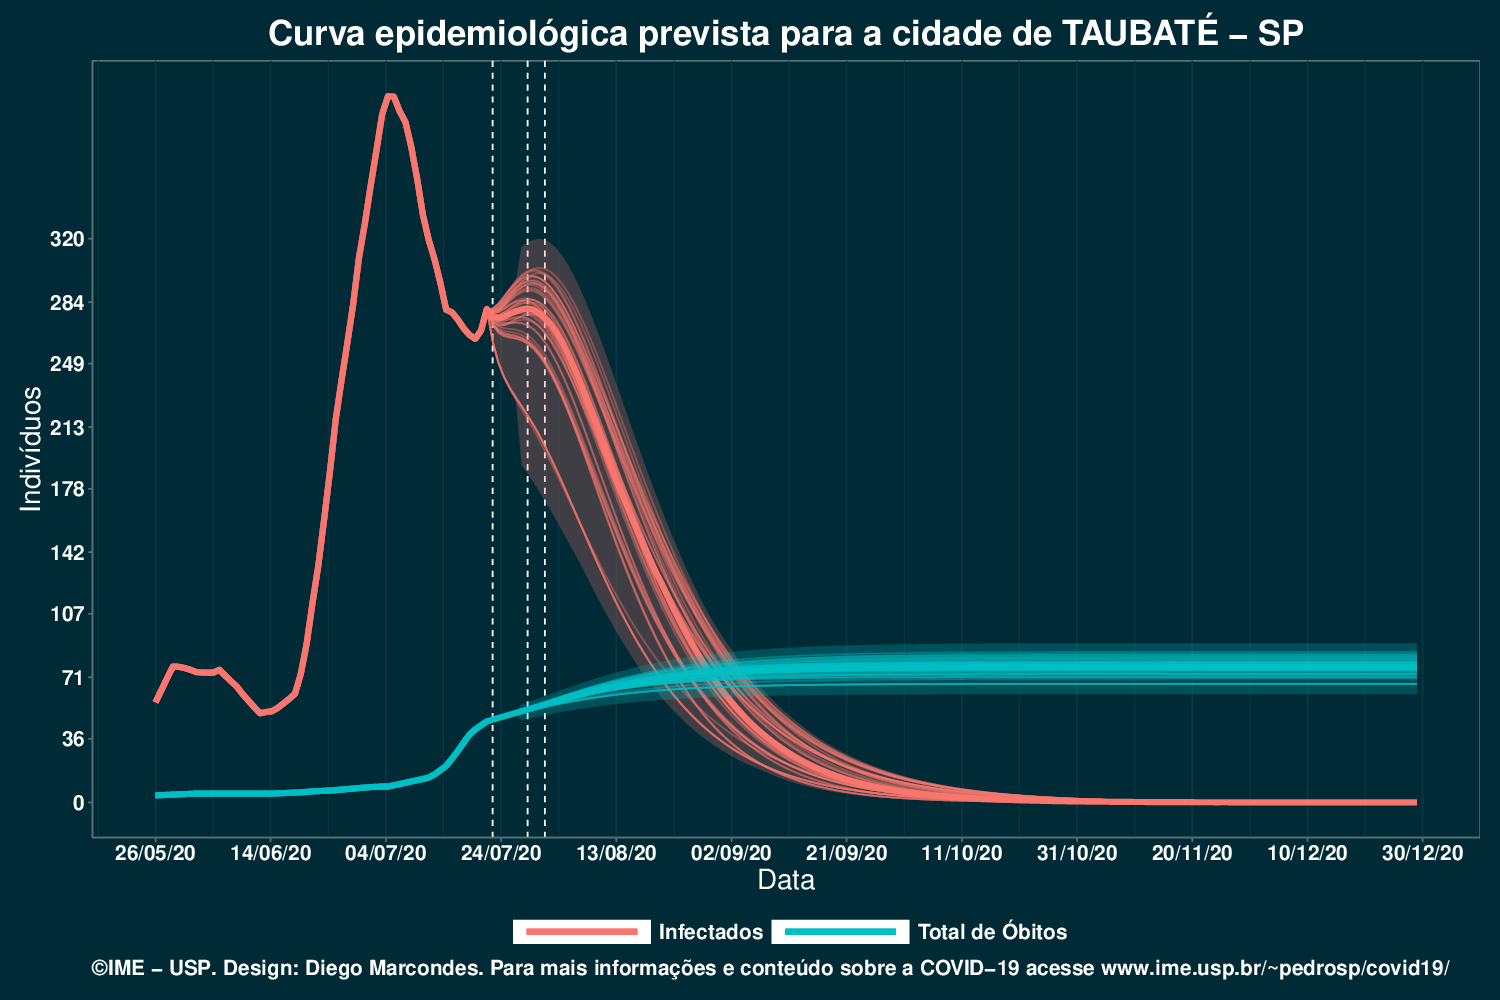 Curva epidemiológica prevista para a cidade de TAUBATÉ – SP
Indivíduos
320
284
249
213
178
142
107
71
36
0
26/05/20 14/06/20 04/07/20 24/07/20 13/08/20 02/09/20 21/09/20 11/10/20 31/10/20 20/11/20 10/12/20 30/12/20
Data
Infectados Total de Óbitos
©IME – USP. Design: Diego Marcondes. Para mais informações e conteúdo sobre a COVID–19 acesse www.ime.usp.br/~pedrosp/covid19/